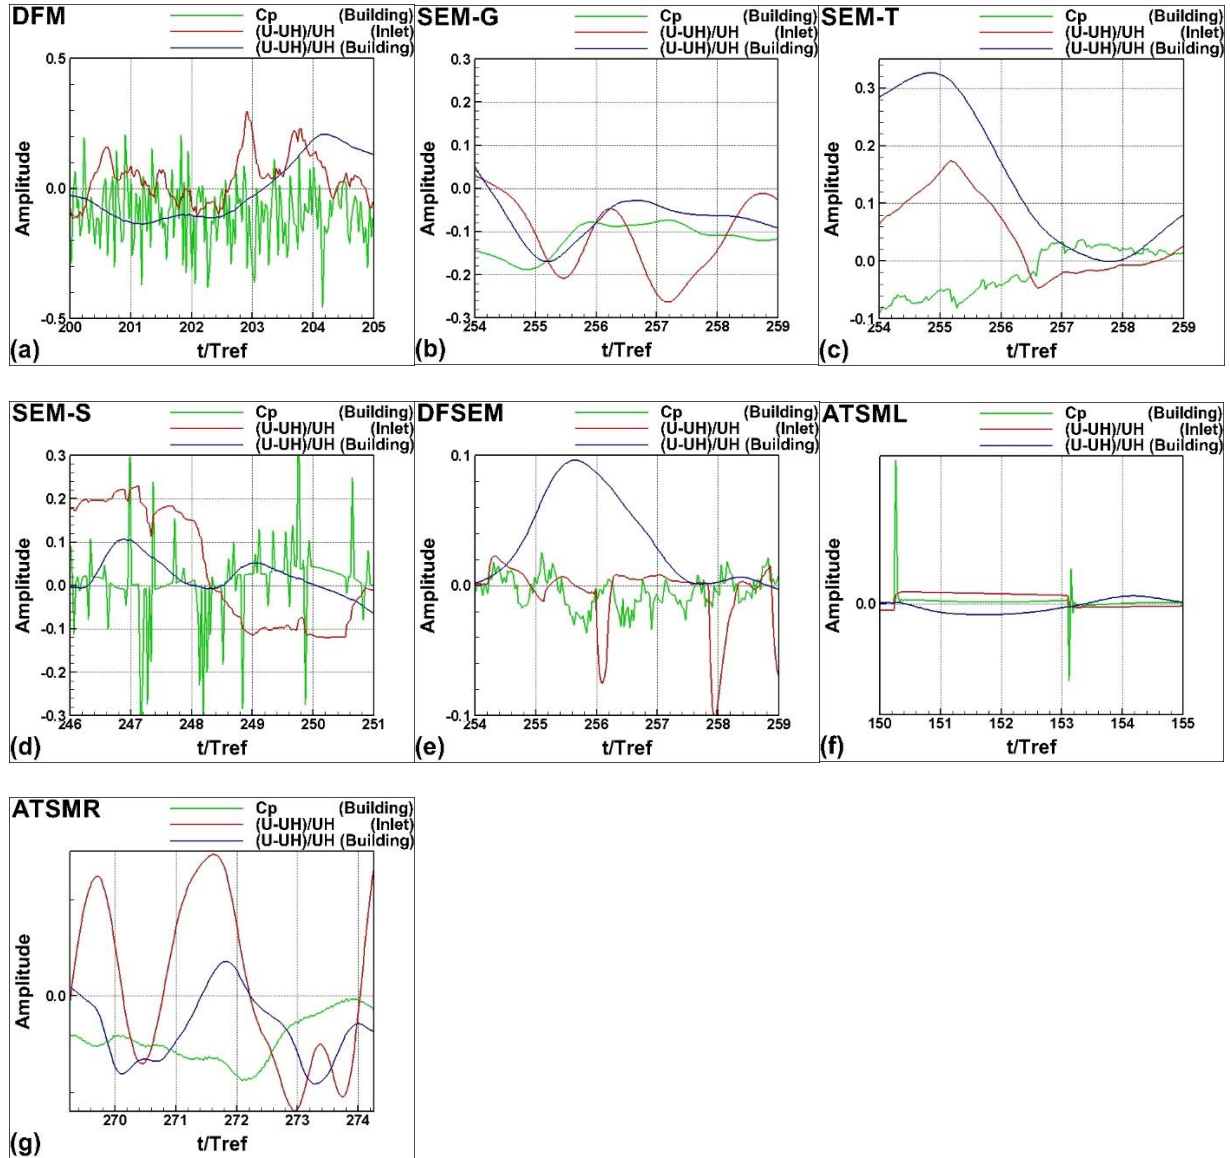 DFM
Cp (Building)
(U-UH)/UH (Inlet)
(U-UH)/UH (Building)
0.5
0.0
-0.5
Amplitude
200 201 202 203 204 205
t/Tref
(a)
SEM-G
Cp (Building)
(U-UH)/UH (Inlet)
(U-UH)/UH (Building)
0.3
0.2
0.1
0.0
-0.1
-0.2
-0.3
Amplitude
254 255 256 257 258 259
t/Tref
(b)
SEM-T
Cp (Building)
(U-UH)/UH (Inlet)
(U-UH)/UH (Building)
0.3
0.2
0.1
0.0
-0.1
Amplitude
254 255 256 257 258 259
t/Tref
(c)
SEM-S
Cp (Building)
(U-UH)/UH (Inlet)
(U-UH)/UH (Building)
0.3
0.2
0.1
0.0
-0.1
-0.2
-0.3
Amplitude
246 247 248 249 250 251
t/Tref
(d)
DFSEM
Cp (Building)
(U-UH)/UH (Inlet)
(U-UH)/UH (Building)
0.1
0.0
-0.1
Amplitude
254 255 256 257 258 259
t/Tref
(e)
ATSML
Cp (Building)
(U-UH)/UH (Inlet)
(U-UH)/UH (Building)
0.0
Amplitude
150 151 152 153 154 155
t/Tref
(f)
ATSMR
Cp (Building)
(U-UH)/UH (Inlet)
(U-UH)/UH (Building)
0.0
Amplitude
270 271 272 273 274
t/Tref
(g)